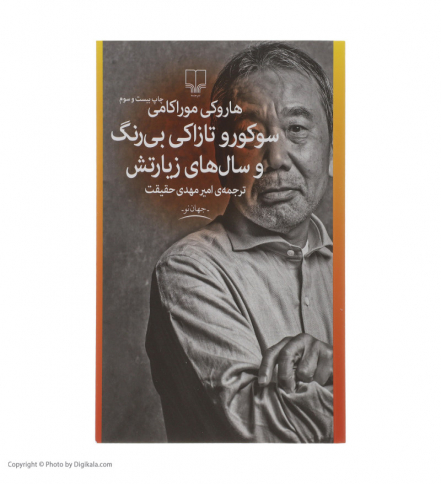 چاپ بیست و سوم
هاروکی موراکامی
سوکورو تازاکی بی‌رنگ
و سال‌های زیارتش
ترجمه‌ی امیر مهدی حقیقت
-جهان‌نو-
Copyright © Photo by Digikala.com